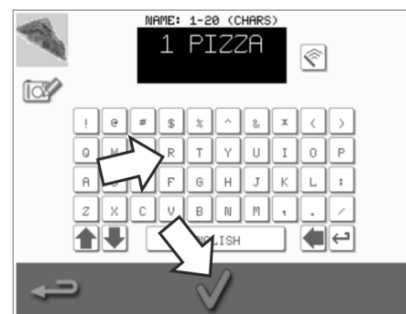 NAME: 1-20 (CHARS)
1 PIZZA
! @ # $ % ^ & * < >
Q W R T Y U I O P
A F G H J K L :
Z X C V B N M , . /
LISH